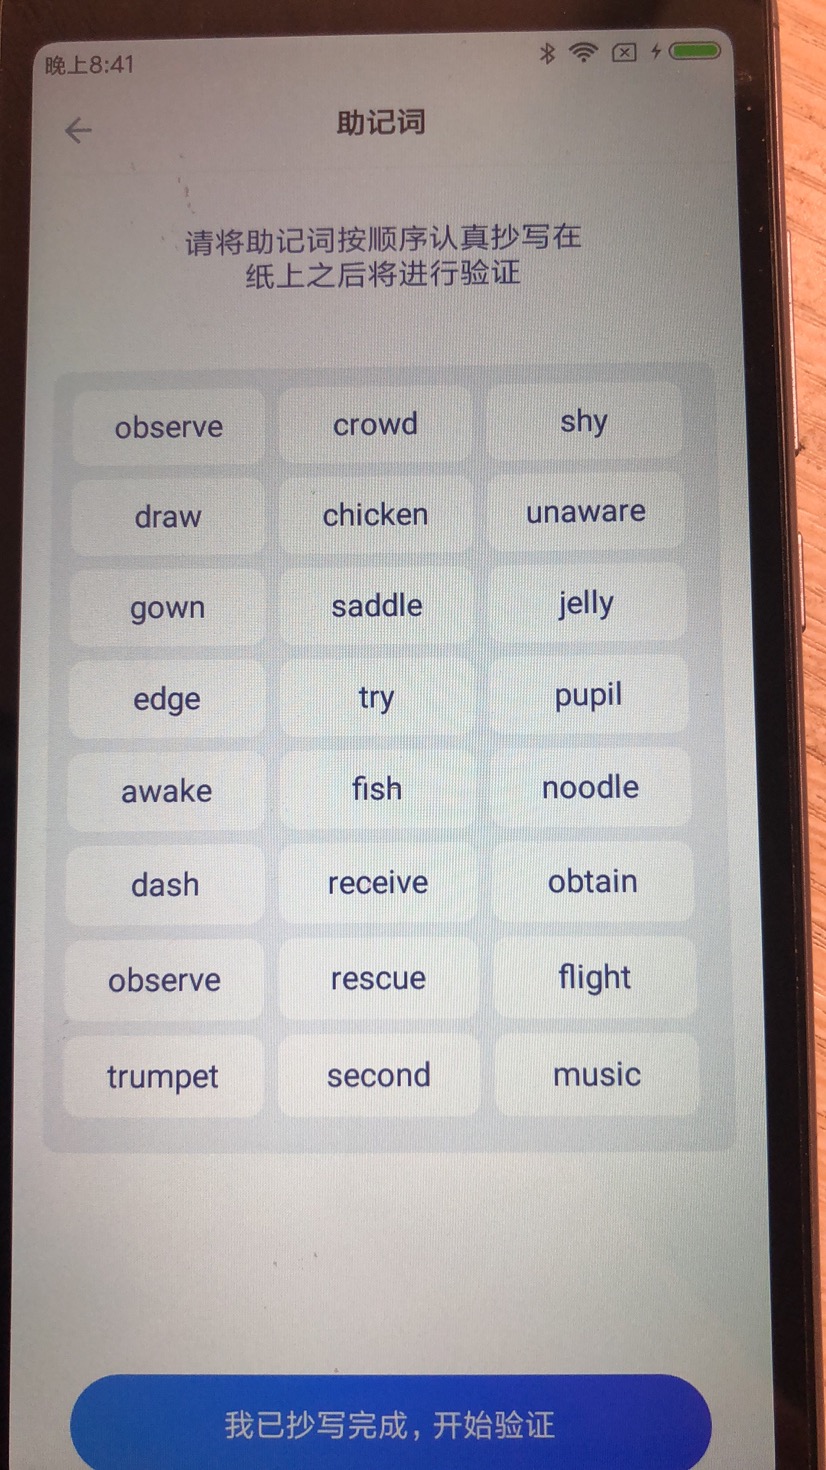 晚上8:41
助记词
请将助记词按顺序认真抄写在
纸上之后将进行验证
observe crowd shy
draw chicken unaware
gown saddle jelly
edge try pupil
awake fish noodle
dash receive obtain
observe rescue flight
trumpet second music
我已抄写完成，开始验证